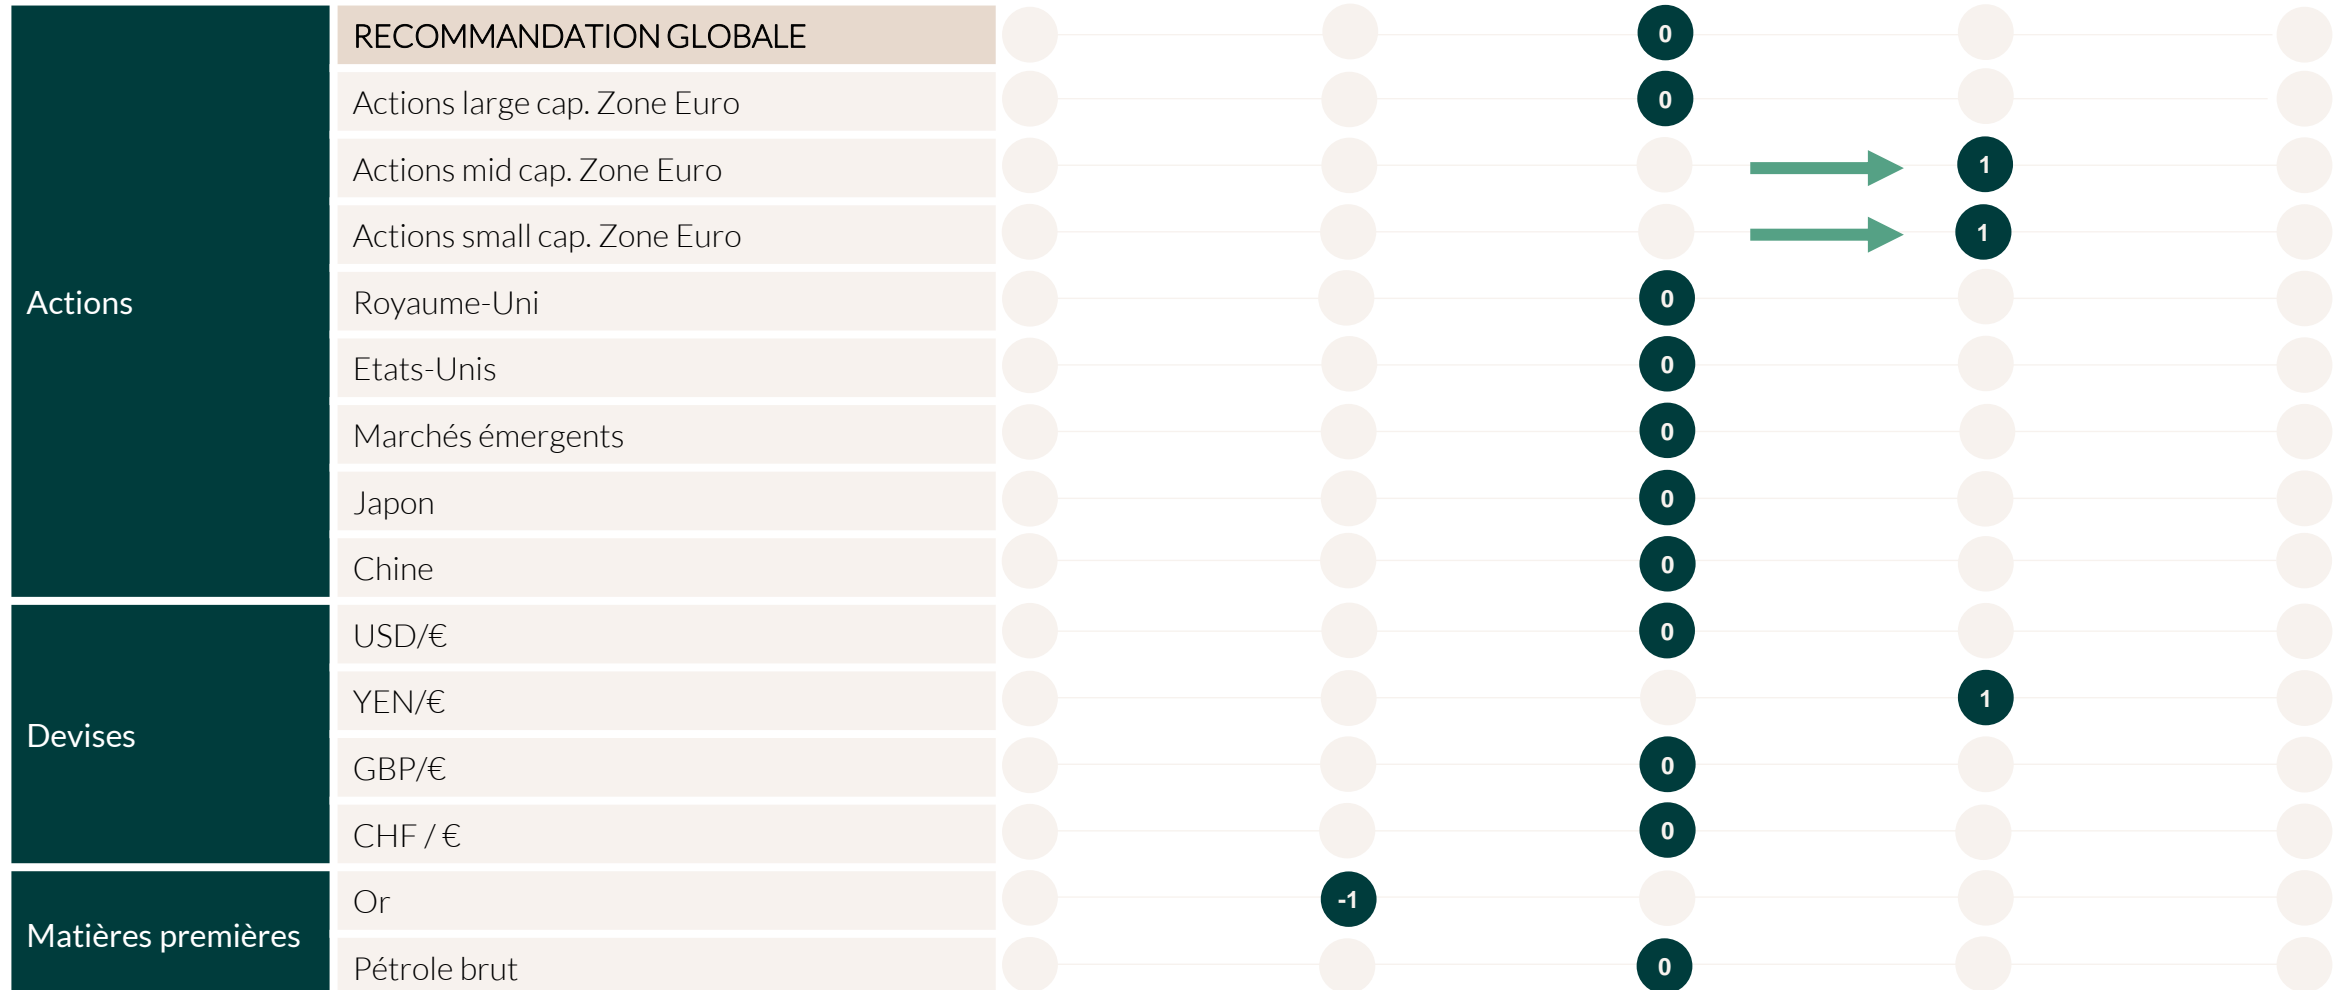 RECOMMANDATION GLOBALE 0
Actions large cap. Zone Euro 0
Actions mid cap. Zone Euro 1
Actions small cap. Zone Euro 1
Actions
Royaume-Uni 0
Etats-Unis 0
Marchés émergents 0
Japon 0
Chine 0
USD/€ 0
YEN/€ 1
Devises
GBP/€ 0
CHF / € 0
Or -1
Matières premières
Pétrole brut 0